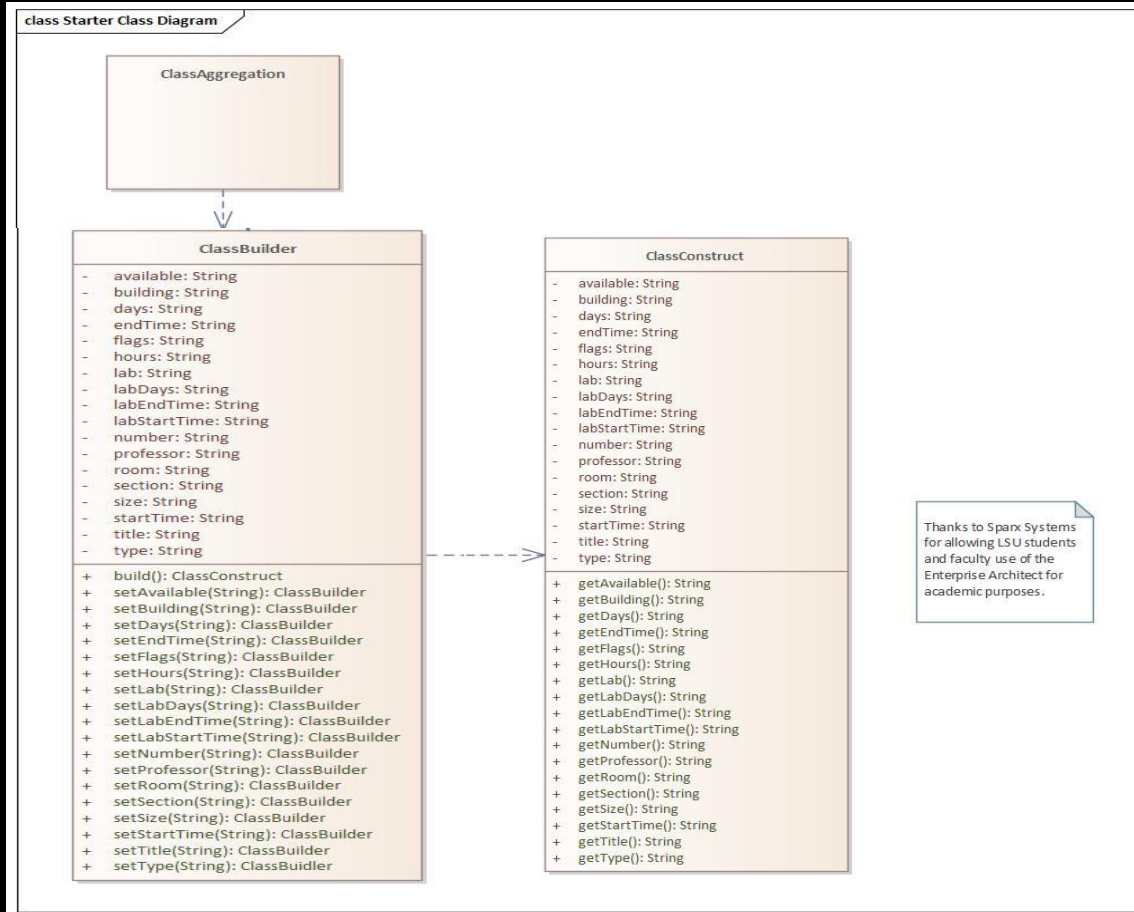 class Starter Class Diagram
ClassAggregation
ClassBuilder
- available: String
- building: String
- days: String
- endTime: String
- flags: String
- hours: String
- lab: String
- labDays: String
- labEndTime: String
- labStartTime: String
- number: String
- professor: String
- room: String
- section: String
- size: String
- startTime: String
- title: String
- type: String
+ build(): ClassConstruct
+ setAvailable(String): ClassBuilder
+ setBuilding(String): ClassBuilder
+ setDays(String): ClassBuilder
+ setEndTime(String): ClassBuilder
+ setFlags(String): ClassBuilder
+ setHours(String): ClassBuilder
+ setLab(String): ClassBuilder
+ setLabDays(String): ClassBuilder
+ setLabEndTime(String): ClassBuilder
+ setLabStartTime(String): ClassBuilder
+ setNumber(String): ClassBuilder
+ setProfessor(String): ClassBuilder
+ setRoom(String): ClassBuilder
+ setSection(String): ClassBuilder
+ setSize(String): ClassBuilder
+ setStartTime(String): ClassBuilder
+ setTitle(String): ClassBuilder
+ setType(String): ClassBuidler
ClassConstruct
- available: String
- building: String
- days: String
- endTime: String
- flags: String
- hours: String
- lab: String
- labDays: String
- labEndTime: String
- labStartTime: String
- number: String
- professor: String
- room: String
- section: String
- size: String
- startTime: String
- title: String
- type: String
+ getAvailable(): String
+ getBuilding(): String
+ getDays(): String
+ getEndTime(): String
+ getFlags(): String
+ getHours(): String
+ getLab(): String
+ getLabDays(): String
+ getLabEndTime(): String
+ getLabStartTime(): String
+ getNumber(): String
+ getProfessor(): String
+ getRoom(): String
+ getSection(): String
+ getSize(): String
+ getStartTime(): String
+ getTitle(): String
+ getType(): String
Thanks to Sparx Systems
for allowing LSU students
and faculty use of the
Enterprise Architect for
academic purposes.